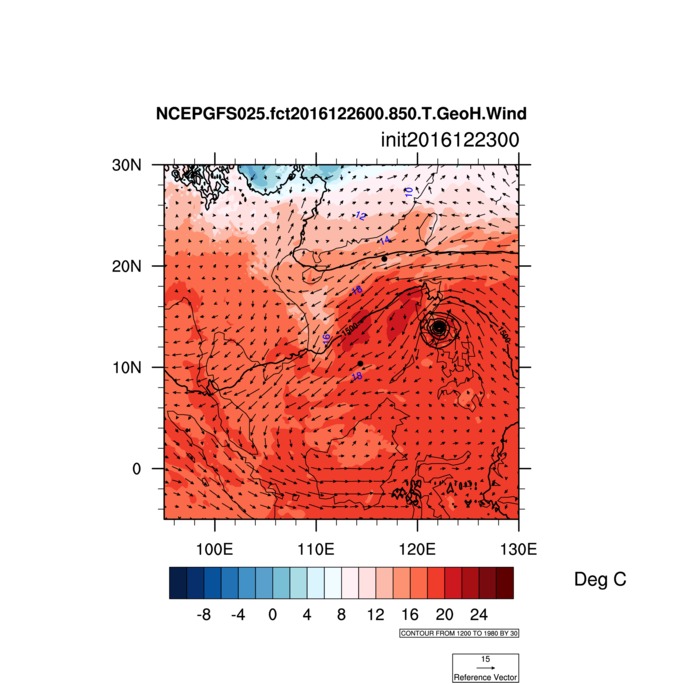 NCEPGFS025.fct2016122600.850.T.GeoH.Wind
init2016122300
30N
10
12
14
20N
18
1500
16
1500
10N
18
0
100E 110E 120E 130E
-8 -4 0 4 8 12 16 20 24
Deg C
CONTOUR FROM 1200 TO 1980 BY 30
15
Reference Vector